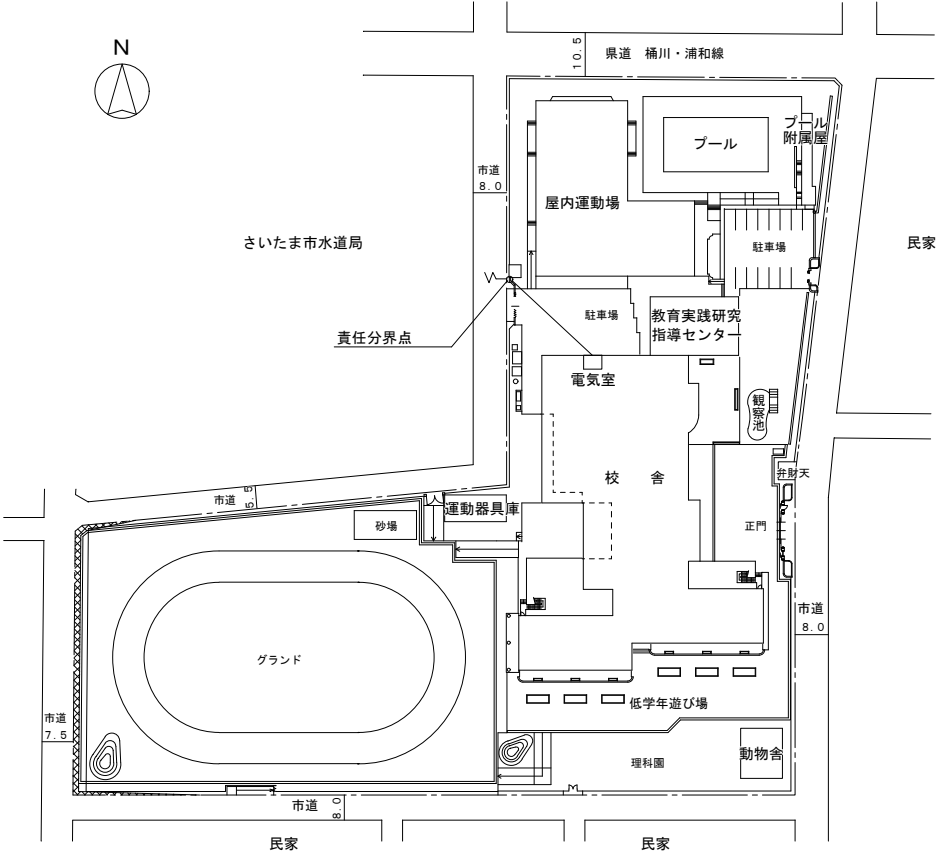 N
10.5
県道 桶川・浦和線
プール
附属屋
プール
市道
8.0
屋内運動場
さいたま市水道局
駐車場
民家
責任分界点
駐車場
教育実践研究
指導センター
電気室
観察池
校舎
弁財天
市道
5.5
運動器具庫
砂場
正門
市道
8.0
グランド
低学年遊び場
市道
7.5
理科園
動物舎
市道
8.0
民家
民家